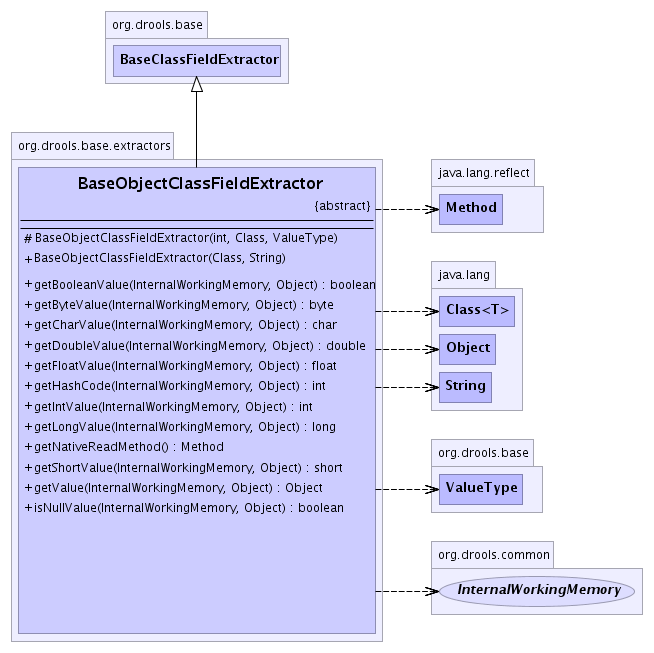 org.drools.base
BaseClassFieldExtractor
org.drools.base.extractors
BaseObjectClassFieldExtractor
{abstract}
# BaseObjectClassFieldExtractor(int, Class, ValueType)
+ BaseObjectClassFieldExtractor(Class, String)
+ getBooleanValue(InternalWorkingMemory, Object) : boolean
+ getByteValue(InternalWorkingMemory, Object) : byte
+ getCharValue(InternalWorkingMemory, Object) : char
+ getDoubleValue(InternalWorkingMemory, Object) : double
+ getFloatValue(InternalWorkingMemory, Object) : float
+ getHashCode(InternalWorkingMemory, Object) : int
+ getIntValue(InternalWorkingMemory, Object) : int
+ getLongValue(InternalWorkingMemory, Object) : long
+ getNativeReadMethod() : Method
+ getShortValue(InternalWorkingMemory, Object) : short
+ getValue(InternalWorkingMemory, Object) : Object
+ isNullValue(InternalWorkingMemory, Object) : boolean
java.lang.reflect
Method
java.lang
Class<T>
Object
String
org.drools.base
ValueType
org.drools.common
InternalWorkingMemory